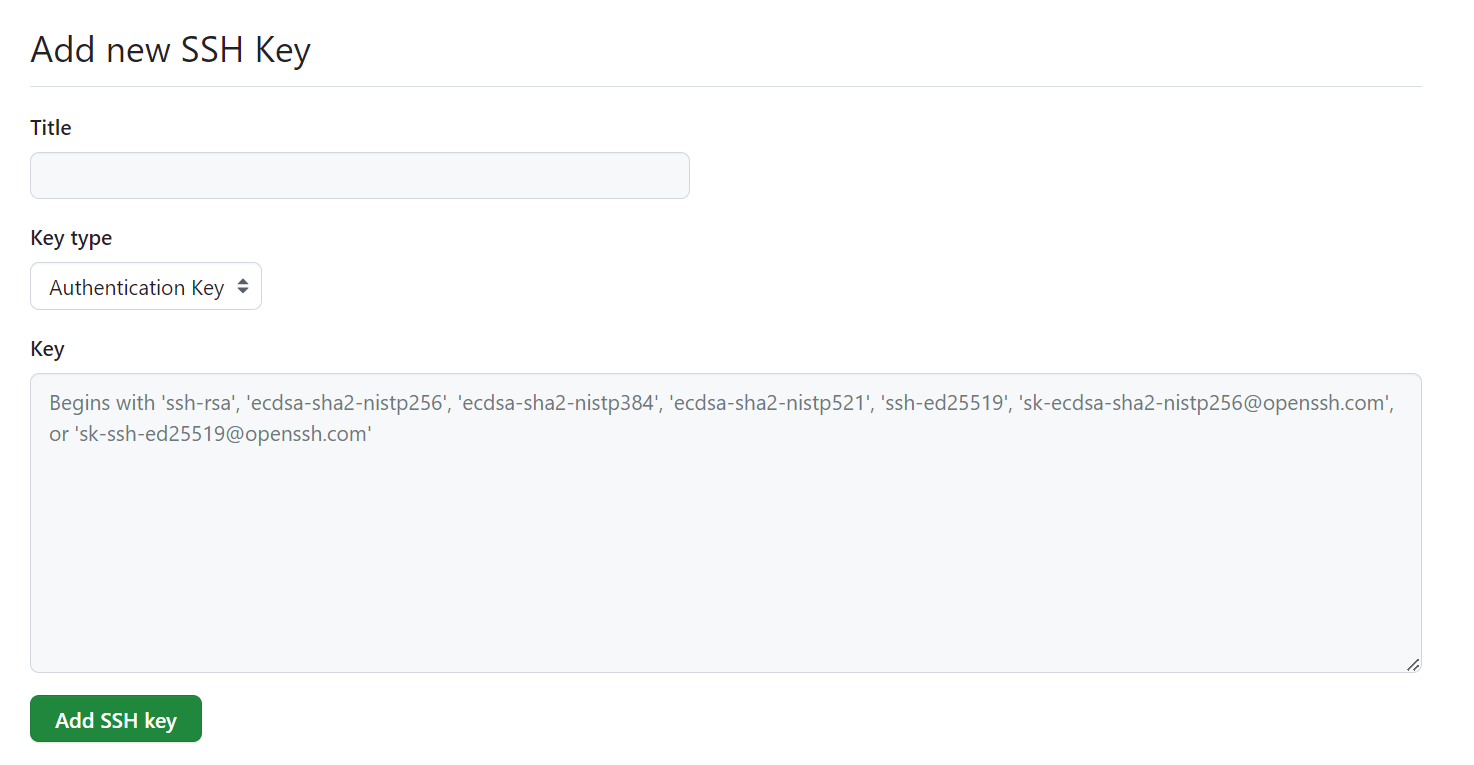 Add new SSH Key
Title
Key type
Authentication Key
Key
Begins with 'ssh-rsa', 'ecdsa-sha2-nistp256', 'ecdsa-sha2-nistp384', 'ecdsa-sha2-nistp521', 'ssh-ed25519', 'sk-ecdsa-sha2-nistp256@openssh.com',
or 'sk-ssh-ed25519@openssh.com'
Add SSH key